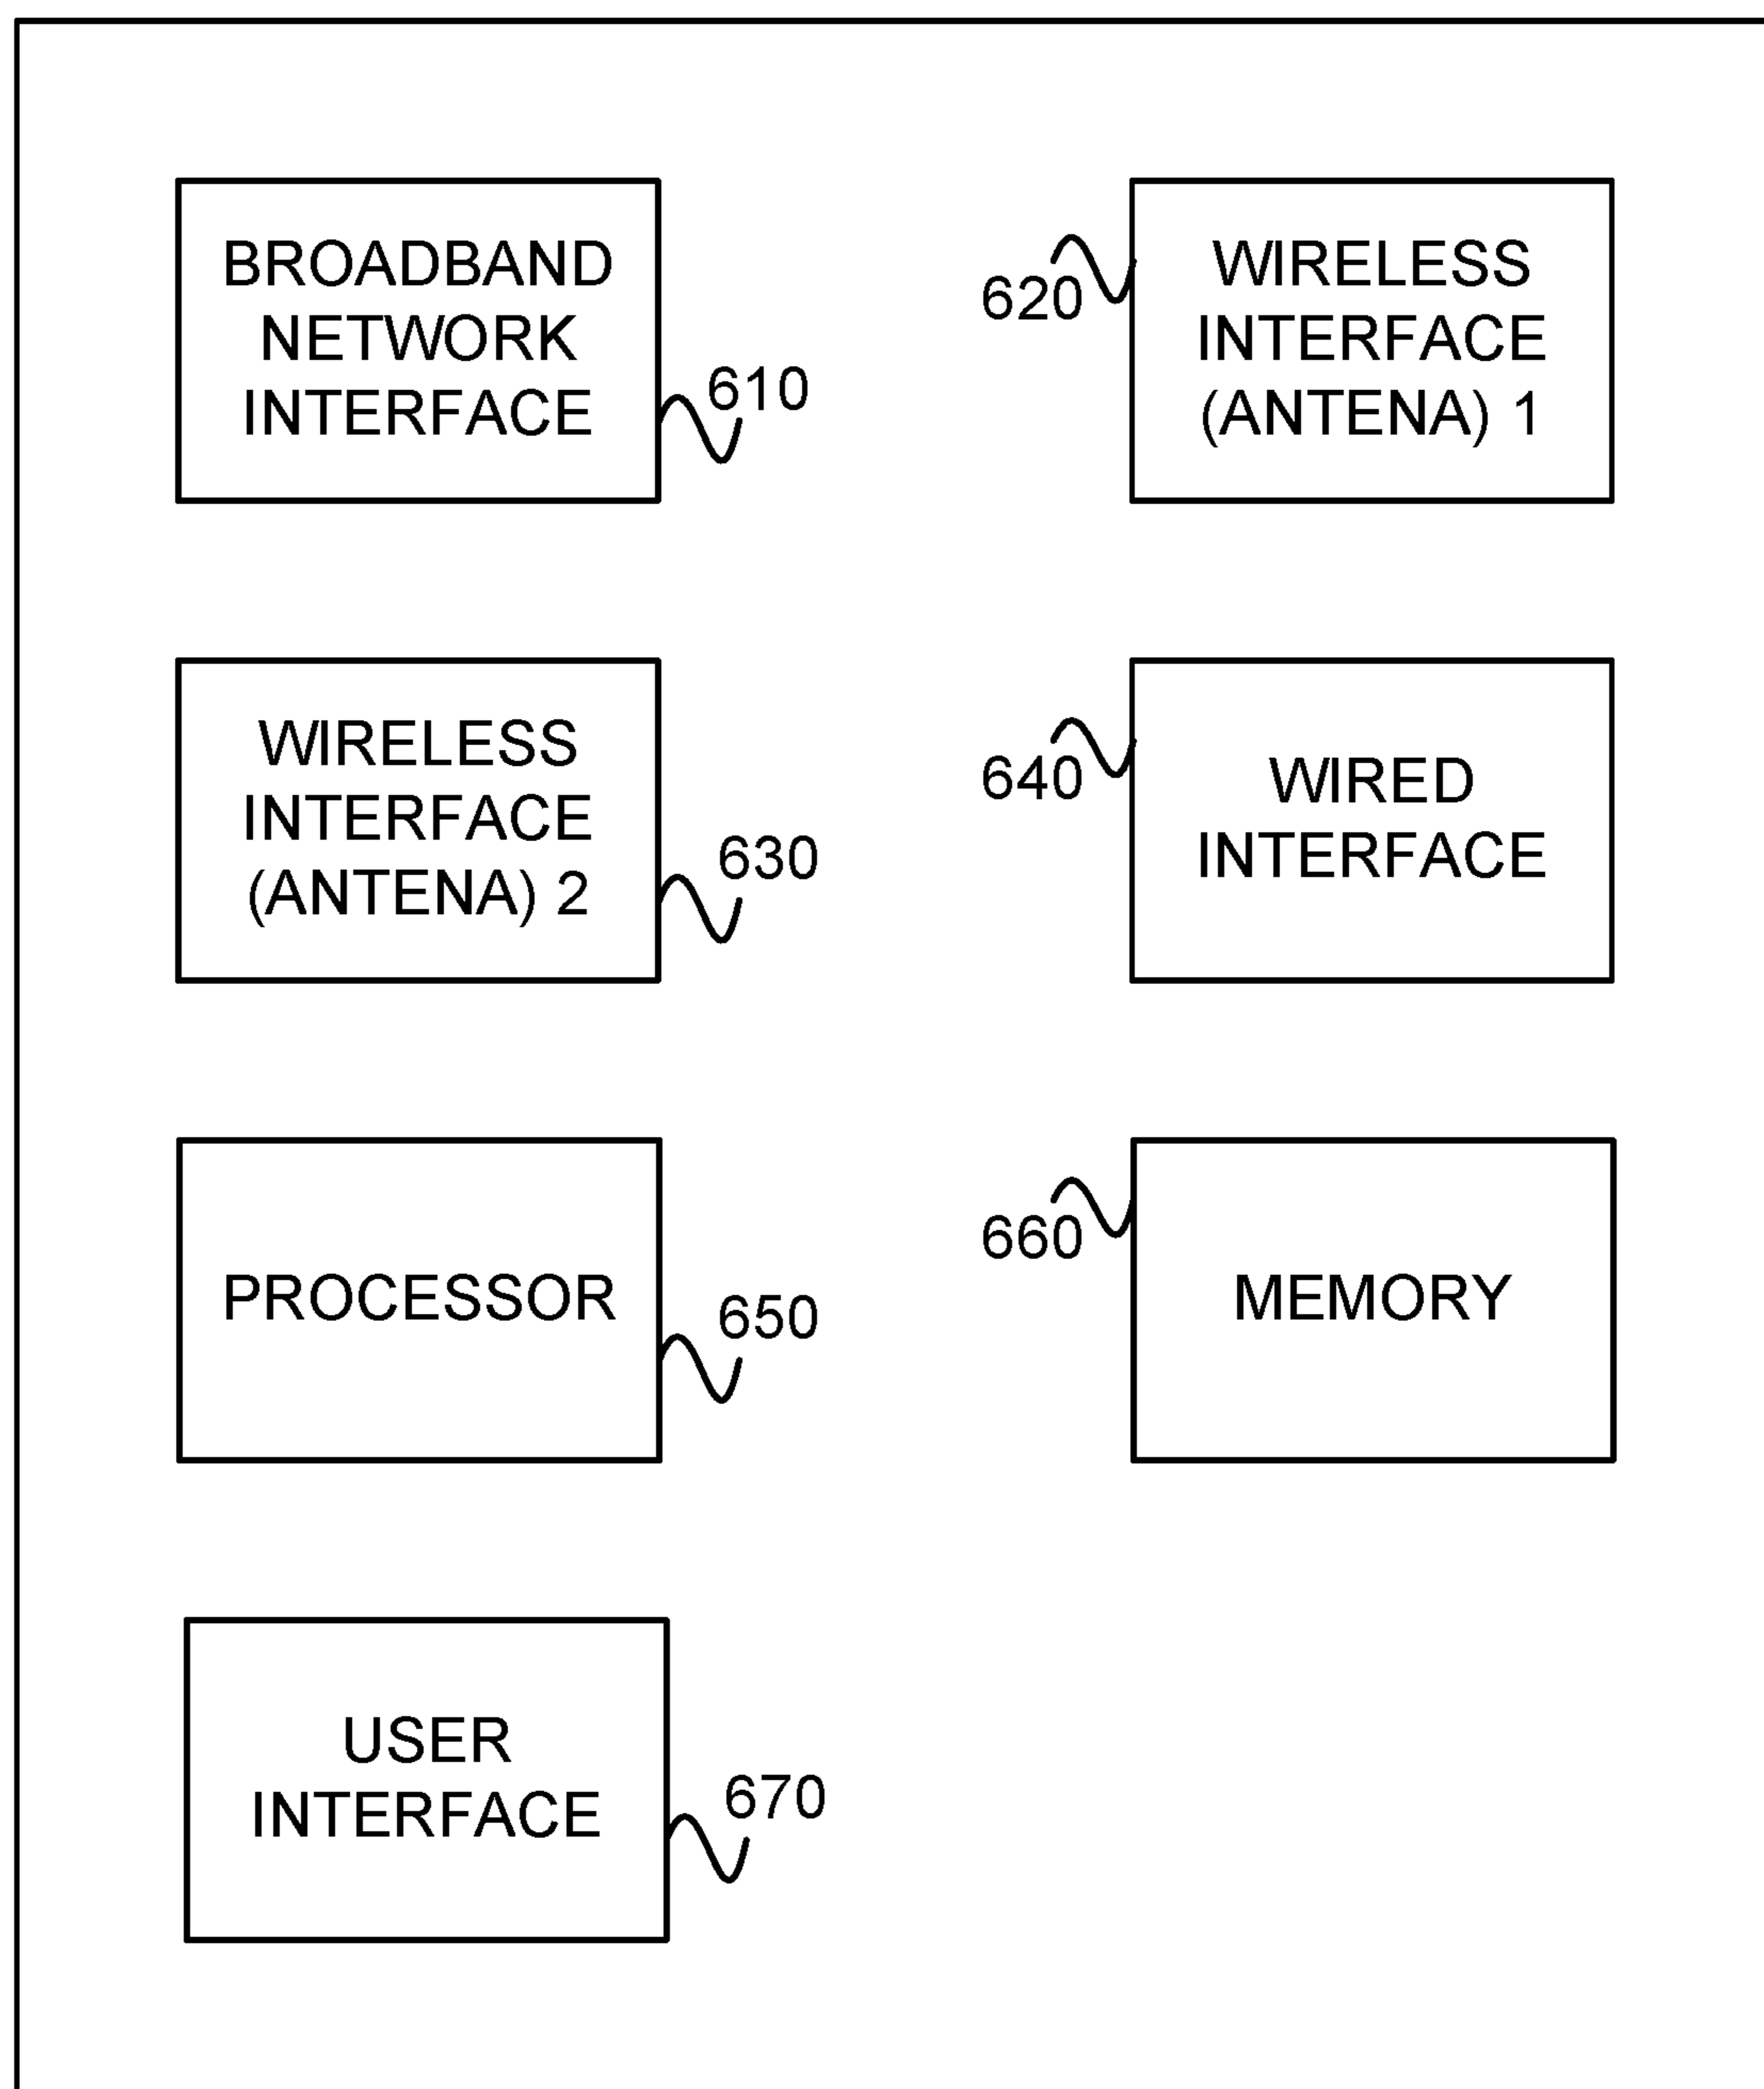 BROADBAND
NETWORK
INTERFACE
610
620
WIRELESS
INTERFACE
(ANTENA) 1
WIRELESS
INTERFACE
(ANTENA) 2
630
640
WIRED
INTERFACE
PROCESSOR
650
660
MEMORY
USER
INTERFACE
670